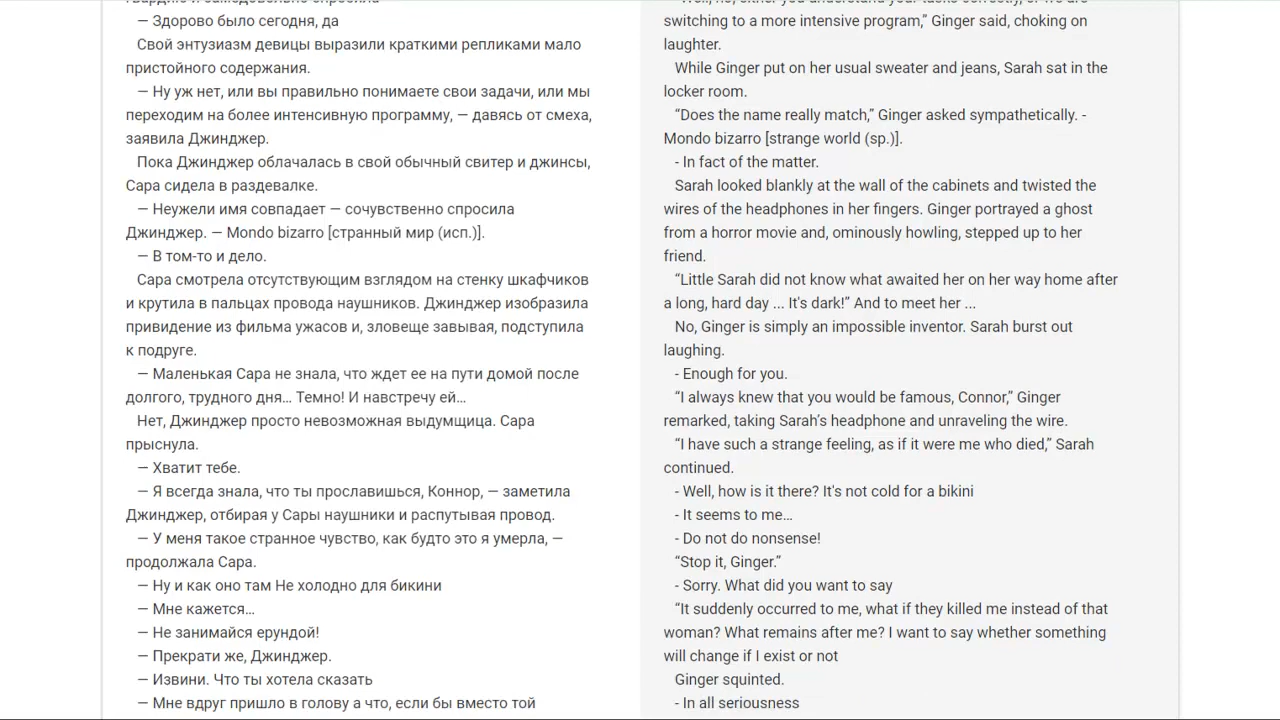 — Здорово было сегодня, да
Свой энтузиазм девицы выразили краткими репликами мало
пристойного содержания.
— Ну уж нет, или вы правильно понимаете свои задачи, или мы
переходим на более интенсивную программу, — давясь от смеха,
заявила Джинджер.
Пока Джинджер облачалась в свой обычный свитер и джинсы,
Сара сидела в раздевалке.
— Неужели имя совпадает — сочувственно спросила
Джинджер. — Mondo bizarro [странный мир (исп.)].
— В том-то и дело.
Сара смотрела отсутствующим взглядом на стенку шкафчиков
и крутила в пальцах провода наушников. Джинджер изобразила
привидение из фильма ужасов и, зловеще завывая, подступила
к подруге.
— Маленькая Сара не знала, что ждет ее на пути домой после
долгого, трудного дня… Темно! И навстречу ей…
Нет, Джинджер просто невозможная выдумщица. Сара
прыснула.
— Хватит тебе.
— Я всегда знала, что ты прославишься, Коннор, — заметила
Джинджер, отбирая у Сары наушники и распутывая провод.
— У меня такое странное чувство, как будто это я умерла, —
продолжала Сара.
— Ну и как оно там Не холодно для бикини
— Мне кажется…
— Не занимайся ерундой!
— Прекрати же, Джинджер.
— Извини. Что ты хотела сказать
— Мне вдруг пришло в голову а что, если бы вместо той
switching to a more intensive program,” Ginger said, choking on
laughter.
While Ginger put on her usual sweater and jeans, Sarah sat in the
locker room.
“Does the name really match,” Ginger asked sympathetically. -
Mondo bizarro [strange world (sp.)].
- In fact of the matter.
Sarah looked blankly at the wall of the cabinets and twisted the
wires of the headphones in her fingers. Ginger portrayed a ghost
from a horror movie and, ominously howling, stepped up to her
friend.
“Little Sarah did not know what awaited her on her way home after
a long, hard day ... It's dark!” And to meet her ...
No, Ginger is simply an impossible inventor. Sarah burst out
laughing.
- Enough for you.
“I always knew that you would be famous, Connor,” Ginger
remarked, taking Sarah's headphone and unraveling the wire.
“I have such a strange feeling, as if it were me who died,” Sarah
continued.
- Well, how is it there? It's not cold for a bikini
- It seems to me…
- Do not do nonsense!
“Stop it, Ginger.”
- Sorry. What did you want to say
“It suddenly occurred to me, what if they killed me instead of that
woman? What remains after me? I want to say whether something
will change if I exist or not
Ginger squinted.
- In all seriousness